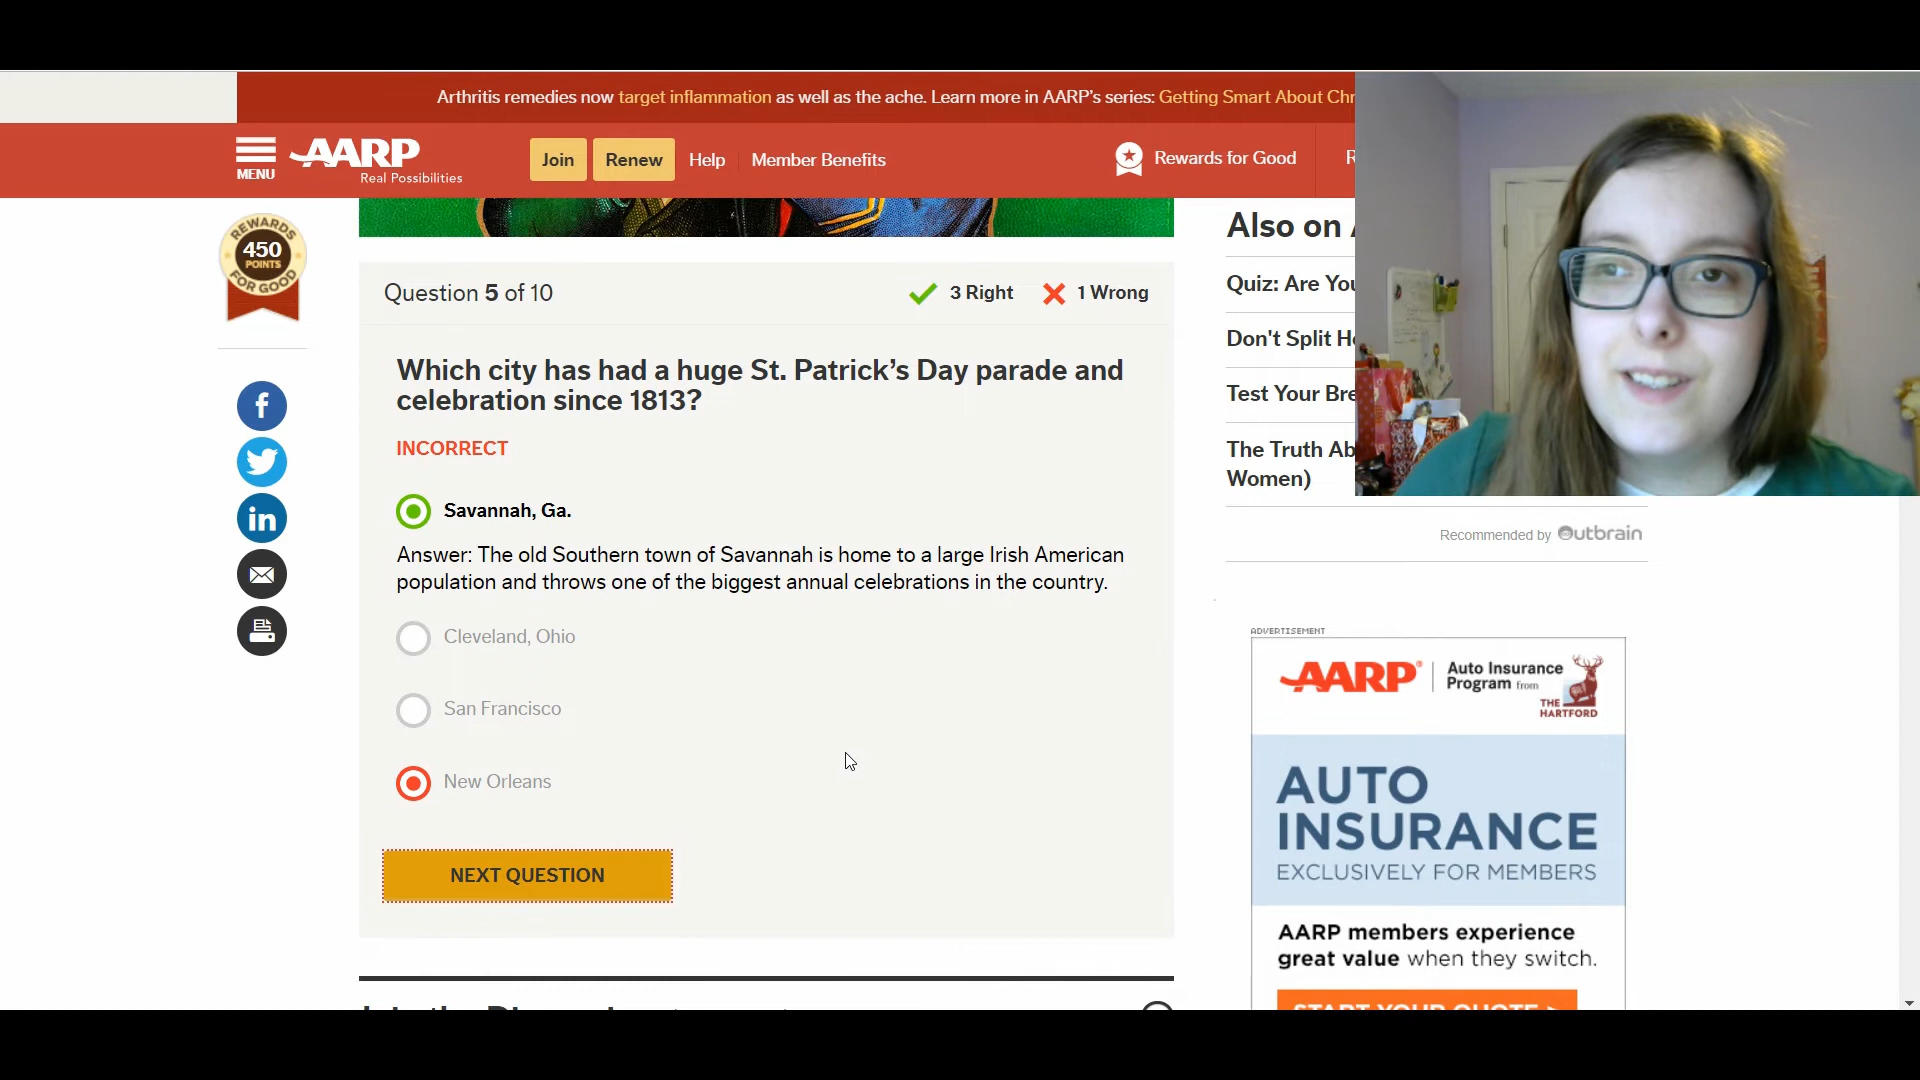 Arthritis remedies now target inflammation as well as the ache. Learn more in AARP's series: Getting Smart About Chr
MENU
AARP
Real Possibilities
Join
Renew
Help
Member Benefits
Rewards for Good
R
REWARDS
450
POINTS
FOR GOOD
Question 5 of 10
3 Right
1 Wrong
Which city has had a huge St. Patrick's Day parade and
celebration since 1813?
INCORRECT
Savannah, Ga.
Answer: The old Southern town of Savannah is home to a large Irish American
population and throws one of the biggest annual celebrations in the country.
Cleveland, Ohio
San Francisco
New Orleans
NEXT QUESTION
Also on
Quiz: Are You
Don't Split H
Test Your Bre
The Truth Ab
Women)
Recommended by Outbrain
ADVERTISEMENT
AARP
Auto Insurance
Program from
THE
HARTFORD
AUTO
INSURANCE
EXCLUSIVELY FOR MEMBERS
AARP members experience
great value when they switch.
START YOUR QUOTE